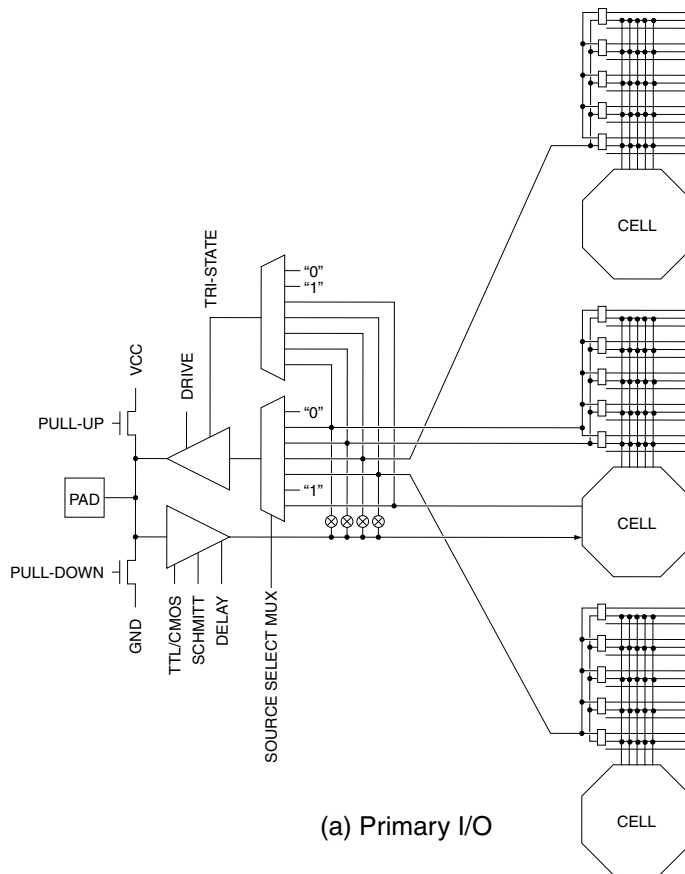 CELL
TRI-STATE
"0"
"1"
VCC
DRIVE
PULL-UP
"0"
PAD
"1"
CELL
PULL-DOWN
GND
TTL/CMOS
SCHMITT
DELAY
SOURCE SELECT MUX
CELL
(a) Primary I/O